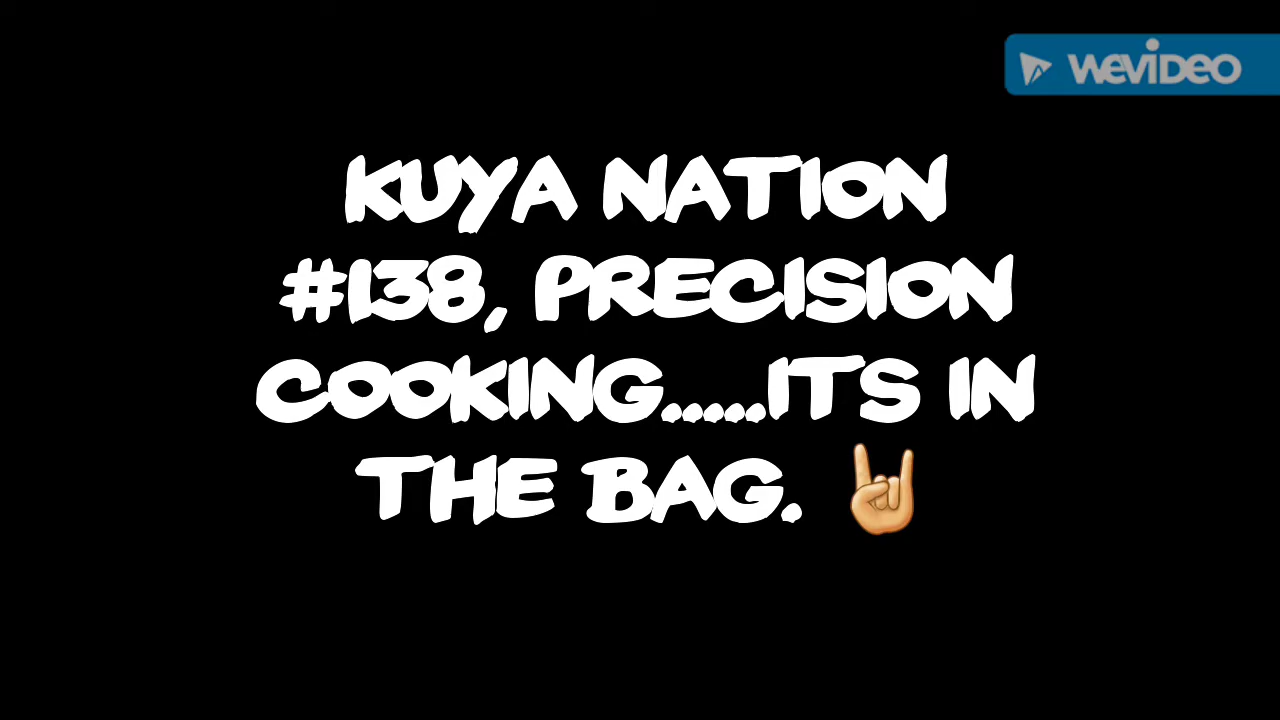 WEVIDEO
KUYA NATION
#138, PRECISION
COOKING.....ITS IN
THE BAG. 🤘